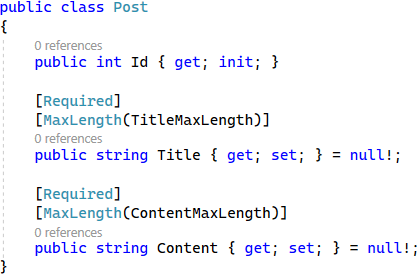 public class Post
{
0 references
public int Id { get; init; }
[Required]
[MaxLength(TitleMaxLength)]
0 references
public string Title { get; set; } = null!;
[Required]
[MaxLength(ContentMaxLength)]
0 references
public string Content { get; set; } = null!;
}